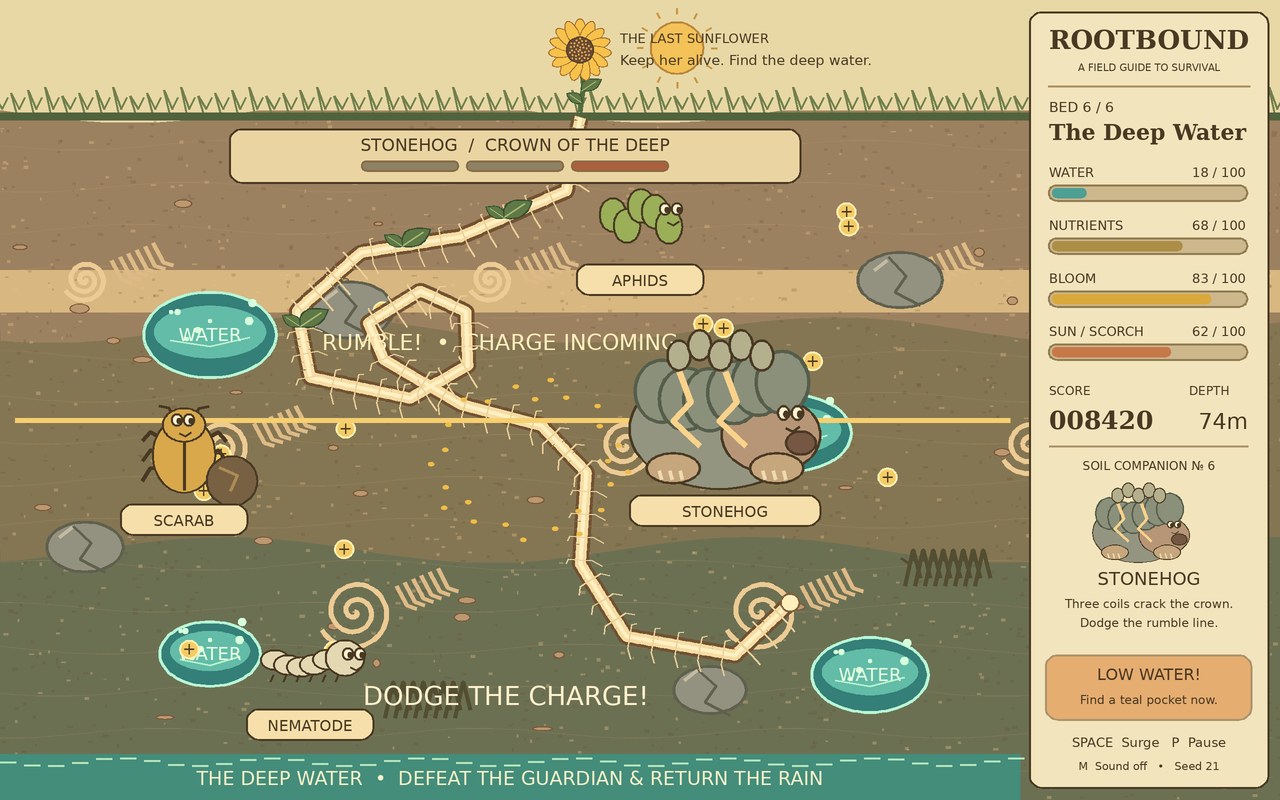 THE LAST SUNFLOWER
Keep her alive. Find the deep water.
STONEHOG / CROWN OF THE DEEP
APHIDS
WATER
RUMBLE! • CHARGE INCOMING
SCARAB
STONEHOG
WATER
WATER
DODGE THE CHARGE!
NEMATODE
THE DEEP WATER • DEFEAT THE GUARDIAN & RETURN THE RAIN
ROOTBOUND
A FIELD GUIDE TO SURVIVAL
BED 6 / 6
The Deep Water
WATER 18 / 100
NUTRIENTS 68 / 100
BLOOM 83 / 100
SUN / SCORCH 62 / 100
SCORE DEPTH
008420 74m
SOIL COMPANION № 6
STONEHOG
Three coils crack the crown.
Dodge the rumble line.
LOW WATER!
Find a teal pocket now.
SPACE Surge P Pause
M Sound off • Seed 21